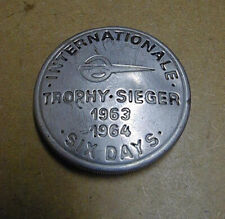 · INTERNATIONALE ·
TROPHY · SIEGER
1963
1964
SIX DAYS